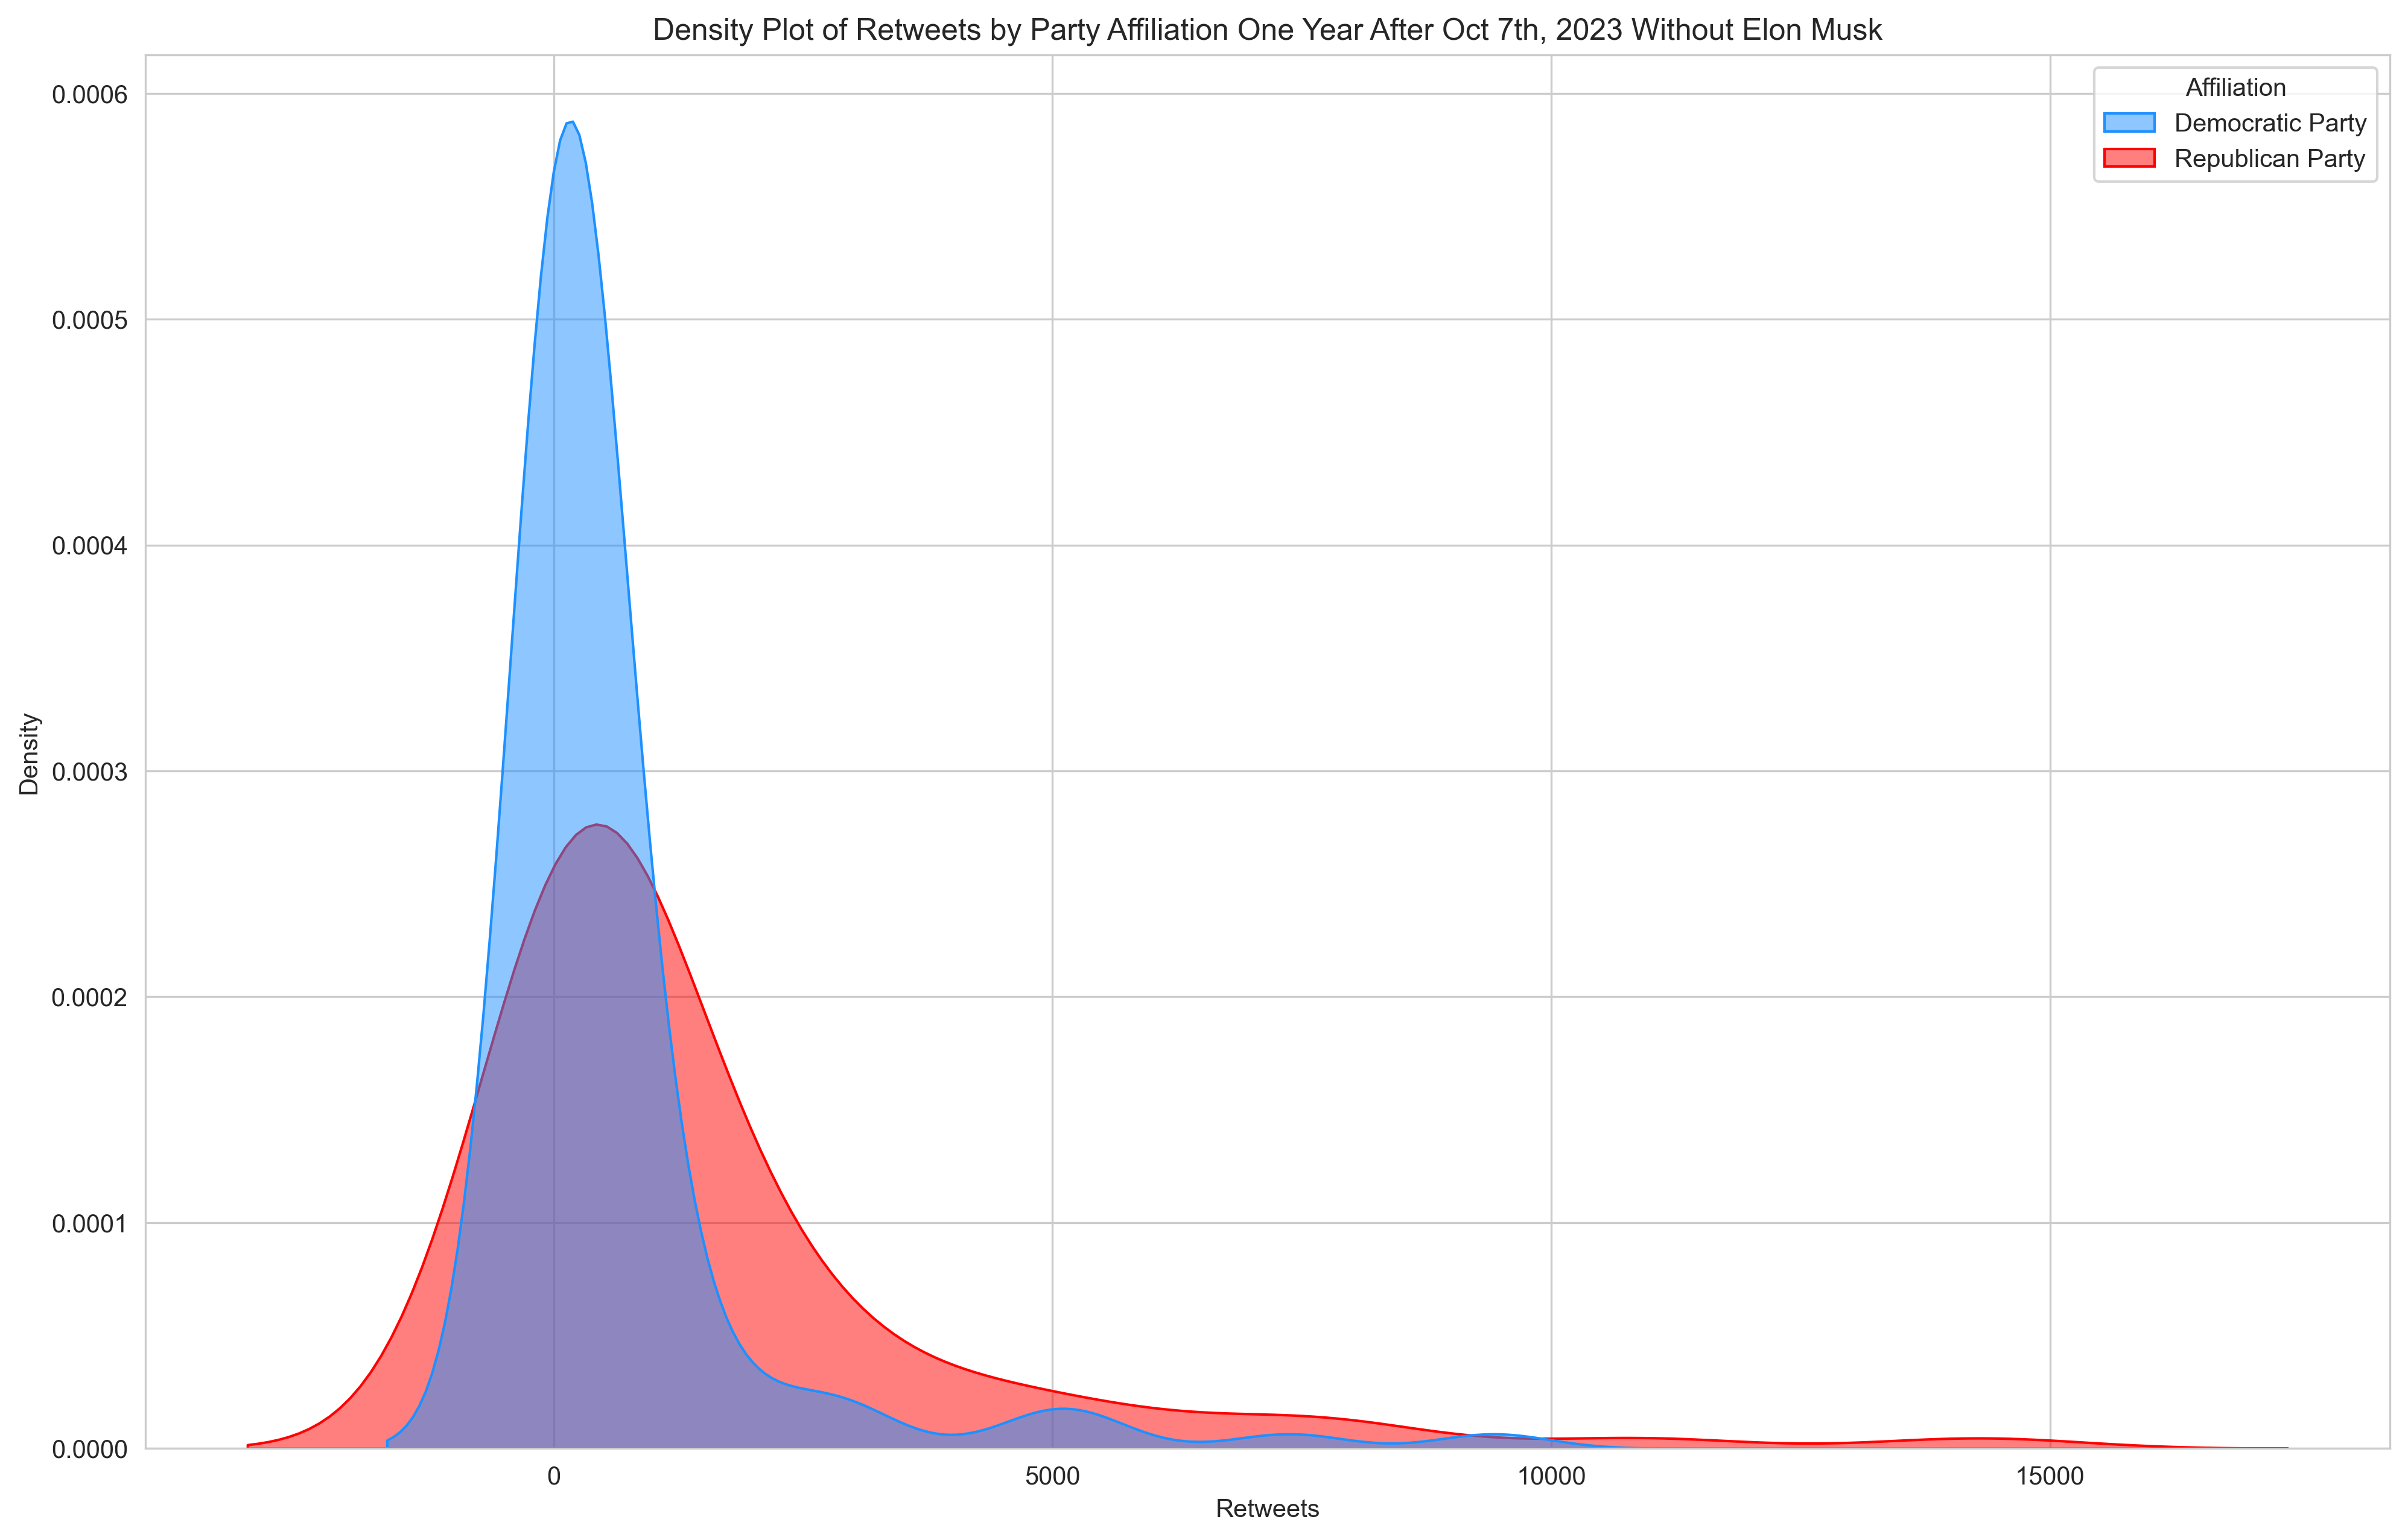 Density Plot of Retweets by Party Affiliation One Year After Oct 7th, 2023 Without Elon Musk
Affiliation
Democratic Party
Republican Party
0.0006
0.0005
0.0004
0.0003
0.0002
0.0001
0.0000
Density
0 5000 10000 15000
Retweets